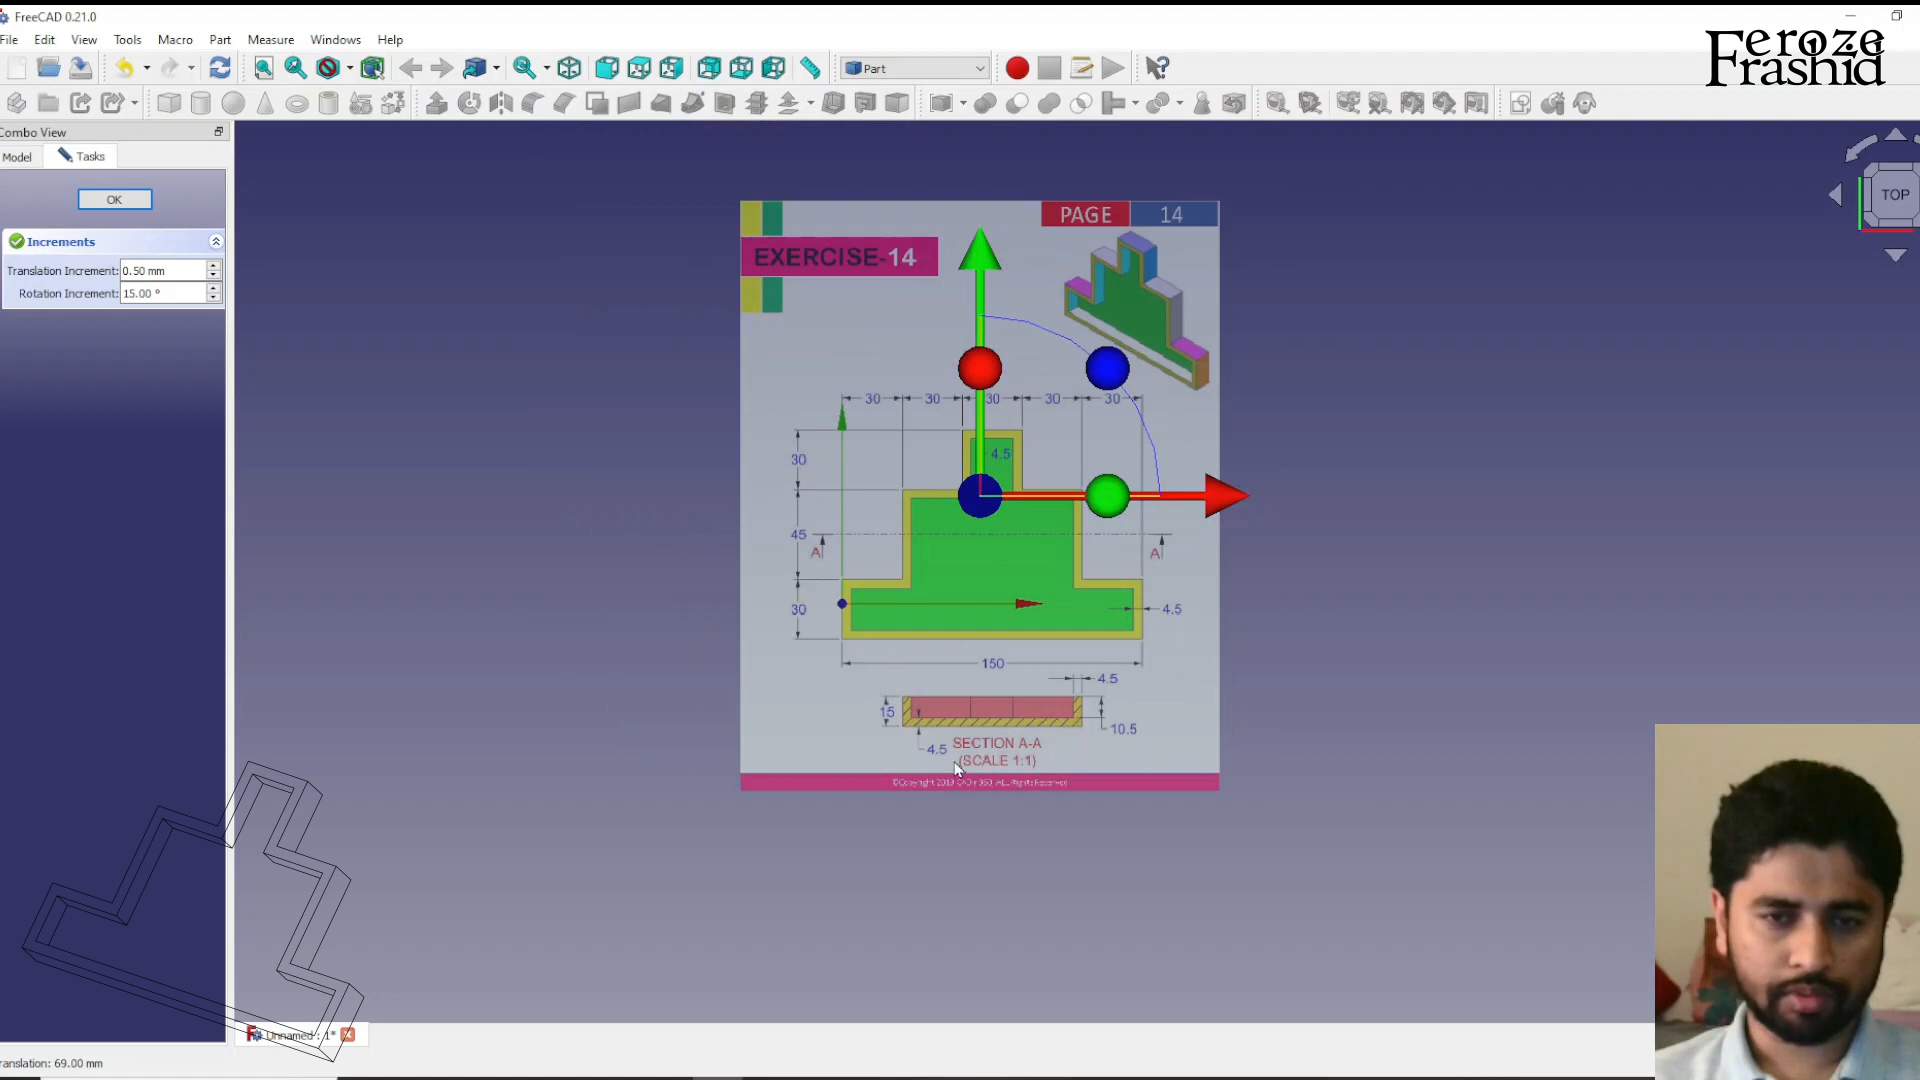 FreeCAD 0.21.0
Feroze
Frashid
File Edit View Tools Macro Part Measure Windows Help
Part
Combo View
Model Tasks
OK
Increments
Translation Increment: 0.50 mm
Rotation Increment: 15.00 °
TOP
PAGE 14
EXERCISE-14
30 30 30 30 30
30
4.5
45
A A
30
4.5
150
4.5
15
10.5
4.5
SECTION A-A
(SCALE 1:1)
Unnamed : 1*
ranslation: 69.00 mm